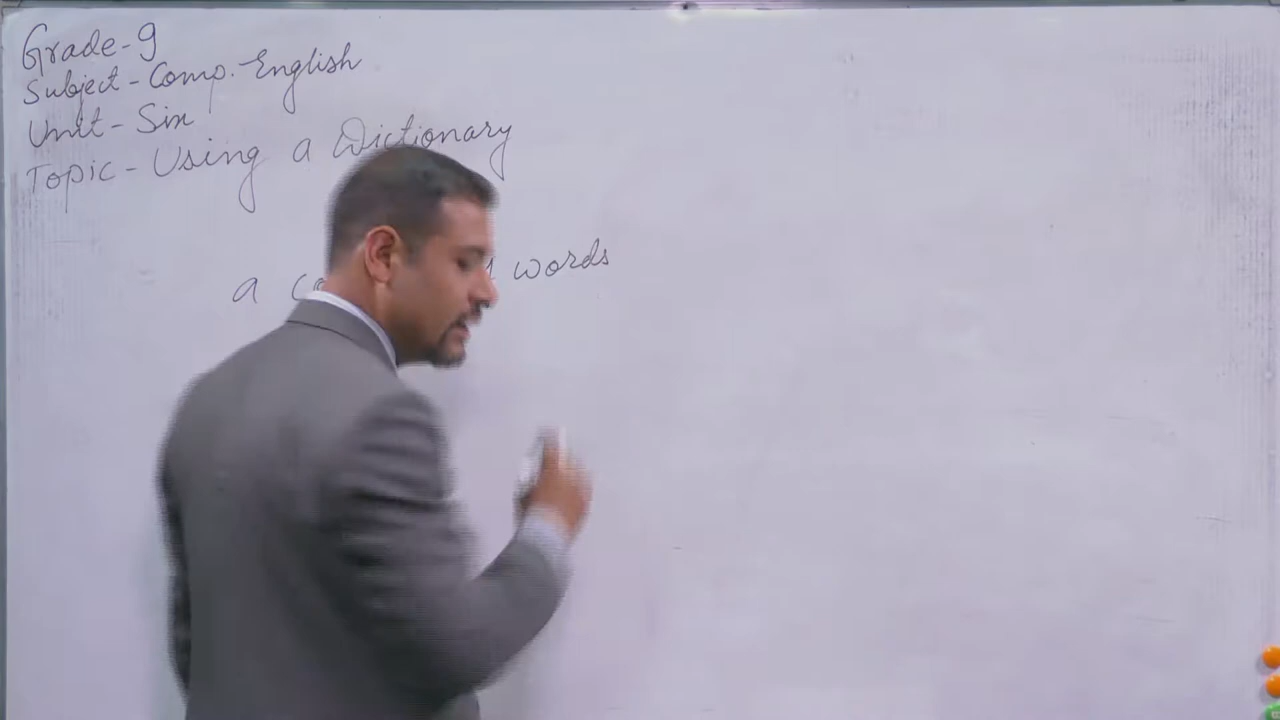 Grade-9
Subject-Comp. English
Unit-Six
Topic-Using a Dictionary
a words